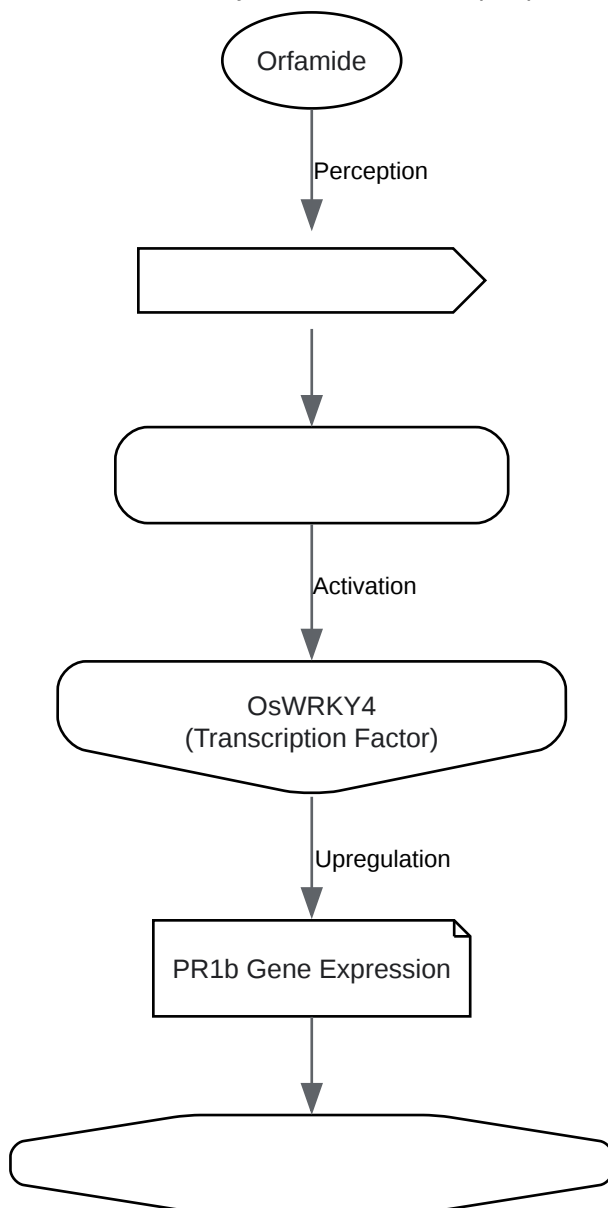 Orfamide
Perception
Activation
OsWRKY4
(Transcription Factor)
Upregulation
PR1b Gene Expression